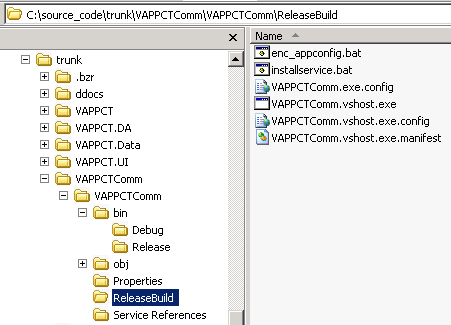 C:\source_code\trunk\VAPPCTComm\VAPPCTComm\ReleaseBuild
trunk
.bzr
ddocs
VAPPCT
VAPPCT.DA
VAPPCT.Data
VAPPCT.UI
VAPPCTComm
VAPPCTComm
bin
Debug
Release
obj
Properties
ReleaseBuild
Service References
Name
enc_appconfig.bat
installservice.bat
VAPPCTComm.exe.config
VAPPCTComm.vshost.exe
VAPPCTComm.vshost.exe.config
VAPPCTComm.vshost.exe.manifest